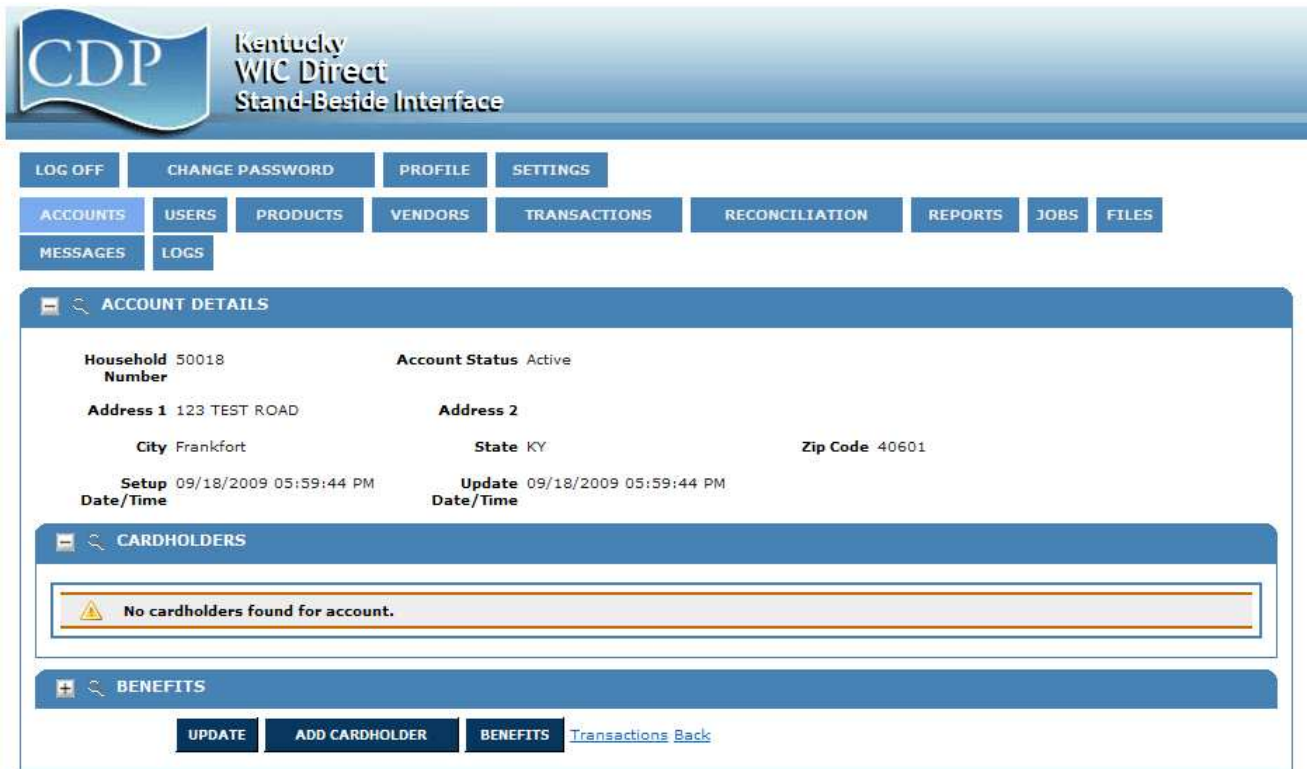 CDP
Kentucky
WIC Direct
Stand-Beside Interface
LOG OFF CHANGE PASSWORD PROFILE SETTINGS
ACCOUNTS USERS PRODUCTS VENDORS TRANSACTIONS RECONCILIATION REPORTS JOBS FILES
MESSAGES LOGS
ACCOUNT DETAILS
Household Number 50018 Account Status Active
Address 1 123 TEST ROAD Address 2
City Frankfort State KY Zip Code 40601
Setup Date/Time 09/18/2009 05:59:44 PM Update Date/Time 09/18/2009 05:59:44 PM
CARDHOLDERS
No cardholders found for account.
BENEFITS
UPDATE ADD CARDHOLDER BENEFITS Transactions Back